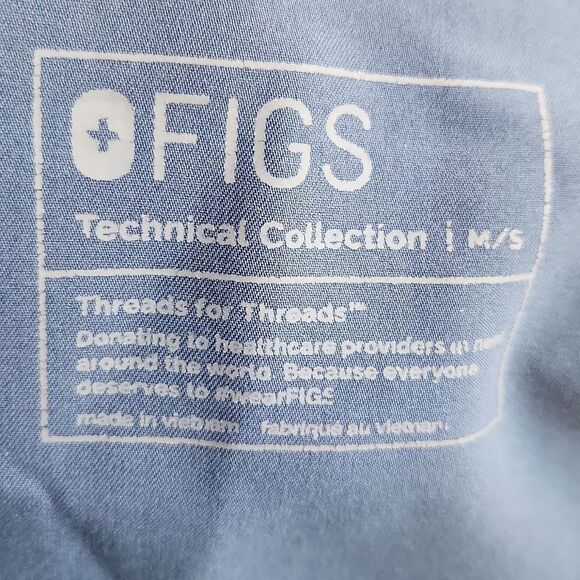 FIGS
Technical Collection | M/S
Threads for Threads™
Donating to healthcare providers in need
around the world. Because everyone
deserves to #wearFIGS
made in vietnam fabriqué au vietnam